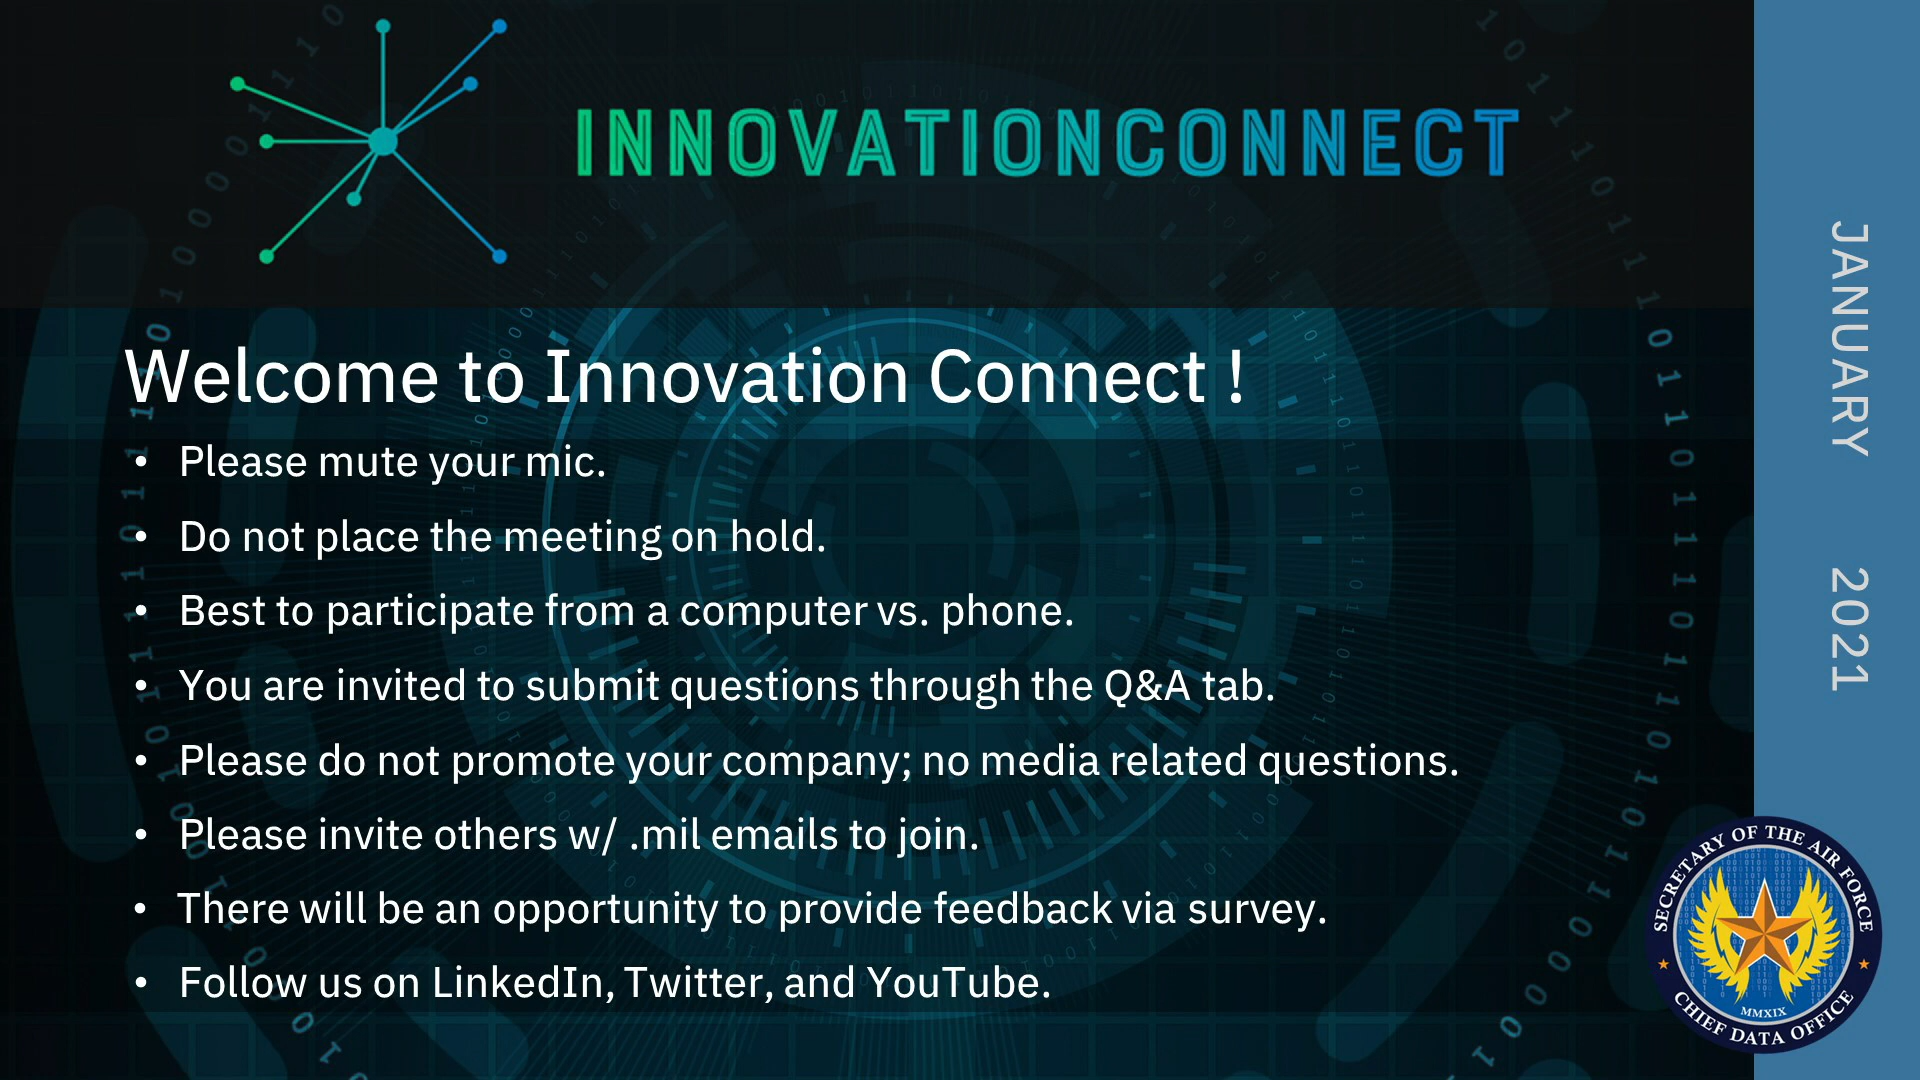 INNOVATIONCONNECT
Welcome to Innovation Connect !
• Please mute your mic.
• Do not place the meeting on hold.
• Best to participate from a computer vs. phone.
• You are invited to submit questions through the Q&A tab.
• Please do not promote your company; no media related questions.
• Please invite others w/ .mil emails to join.
• There will be an opportunity to provide feedback via survey.
• Follow us on LinkedIn, Twitter, and YouTube.
JANUARY 2021
SECRETARY OF THE AIR FORCE
MMXIX
CHIEF DATA OFFICE